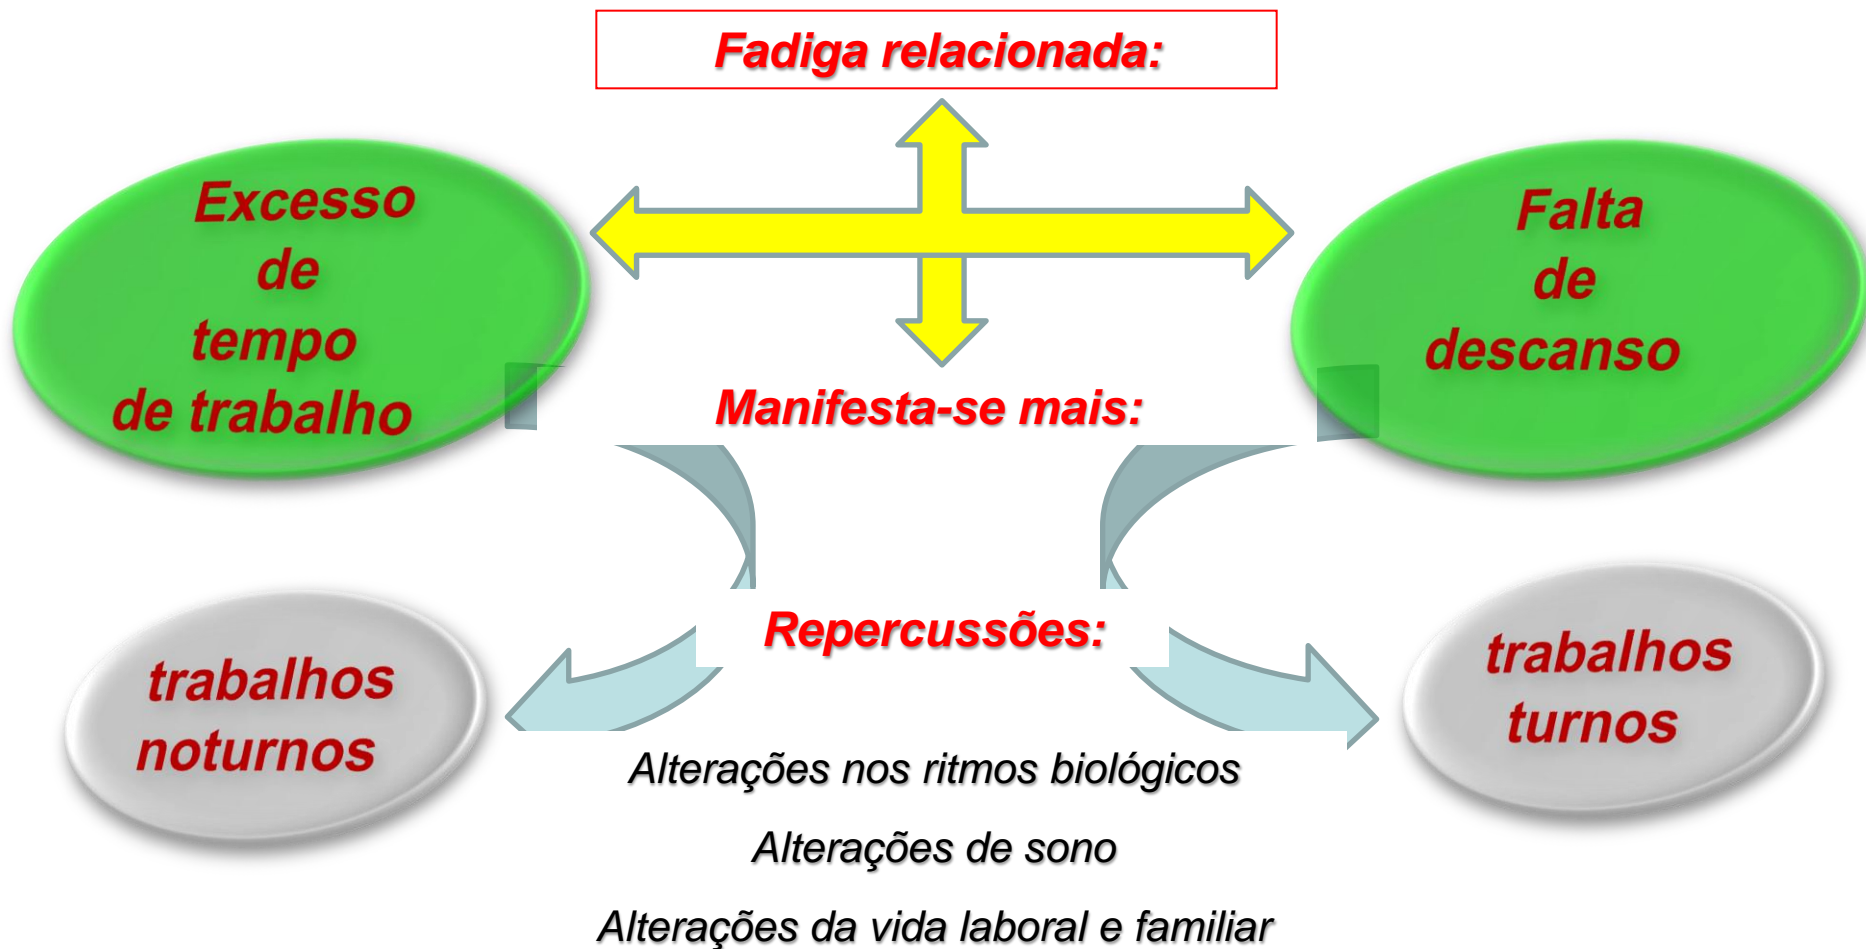 Fadiga relacionada:
Excesso
de
tempo
de trabalho
Falta
de
descanso
Manifesta-se mais:
trabalhos
noturnos
trabalhos
turnos
Repercussões:
Alterações nos ritmos biológicos
Alterações de sono
Alterações da vida laboral e familiar